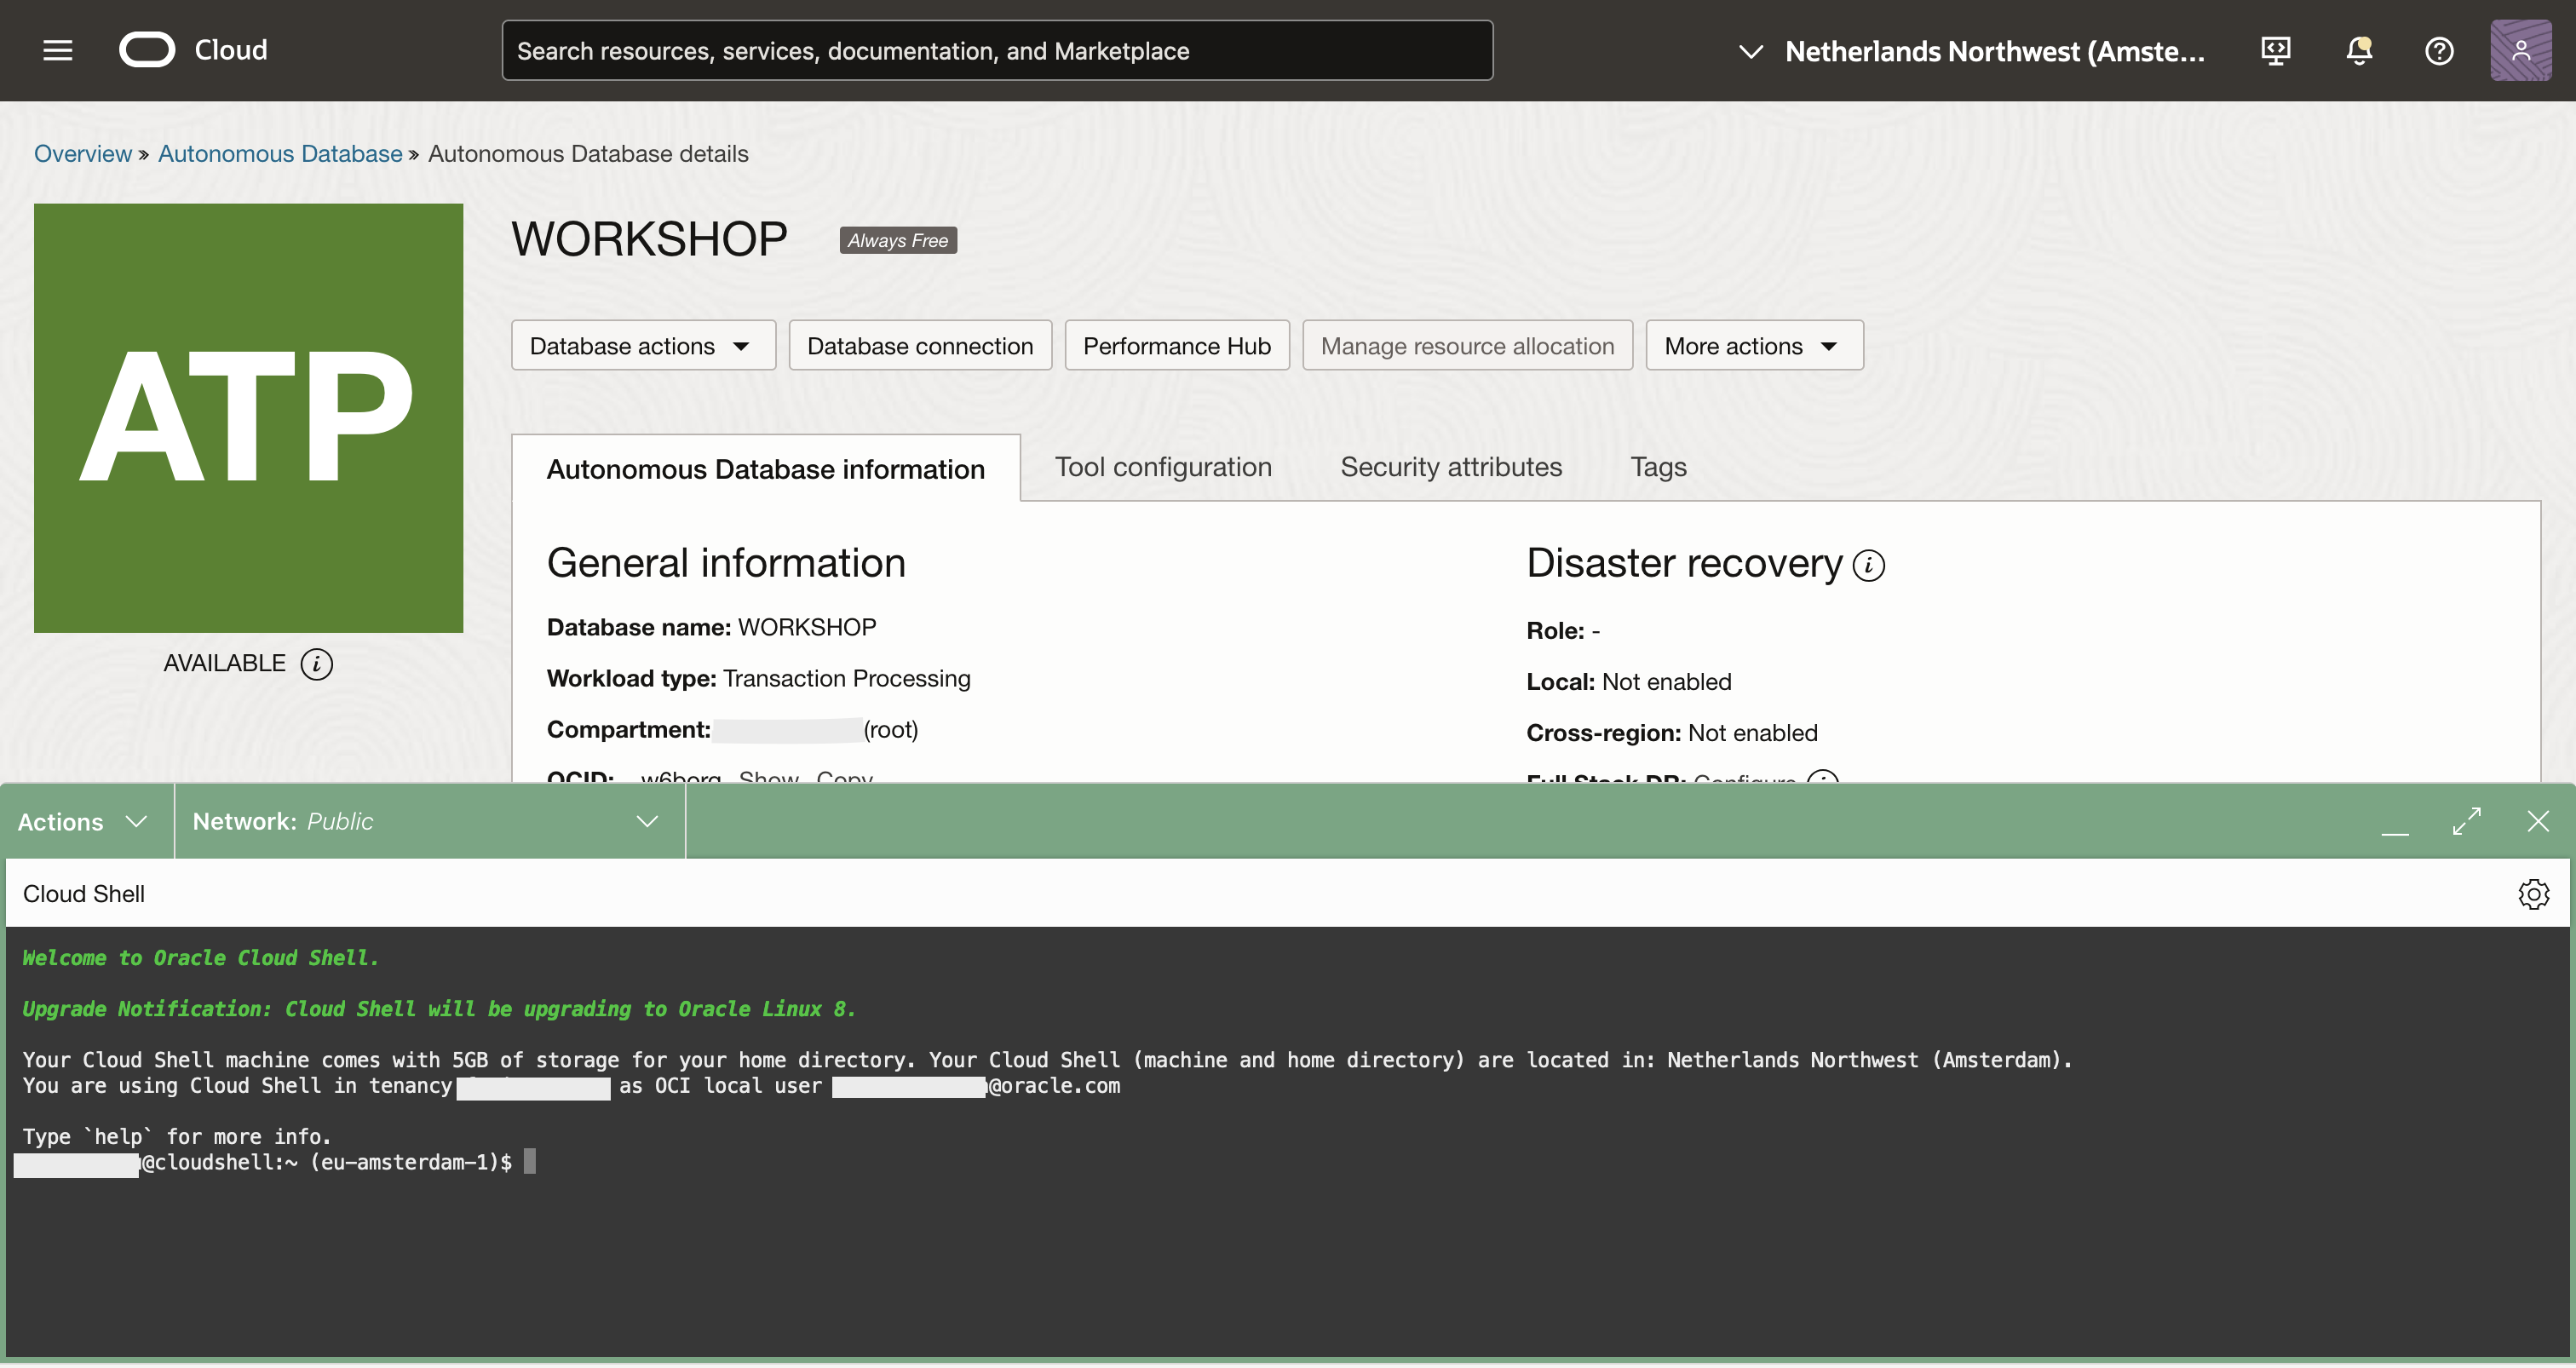 Cloud
Search resources, services, documentation, and Marketplace
Netherlands Northwest (Amste...
Overview » Autonomous Database » Autonomous Database details
ATP
AVAILABLE
WORKSHOP
Always Free
Database actions
Database connection
Performance Hub
Manage resource allocation
More actions
Autonomous Database information
Tool configuration
Security attributes
Tags
General information
Database name: WORKSHOP
Workload type: Transaction Processing
Compartment: (root)
OCID: ...w6borq Show Copy
Disaster recovery
Role: -
Local: Not enabled
Cross-region: Not enabled
Full Stack DR: Configure
Actions
Network: Public
Cloud Shell
Welcome to Oracle Cloud Shell.
Upgrade Notification: Cloud Shell will be upgrading to Oracle Linux 8.
Your Cloud Shell machine comes with 5GB of storage for your home directory. Your Cloud Shell (machine and home directory) are located in: Netherlands Northwest (Amsterdam).
You are using Cloud Shell in tenancy as OCI local user @oracle.com
Type `help` for more info.
@cloudshell:~ (eu-amsterdam-1)$